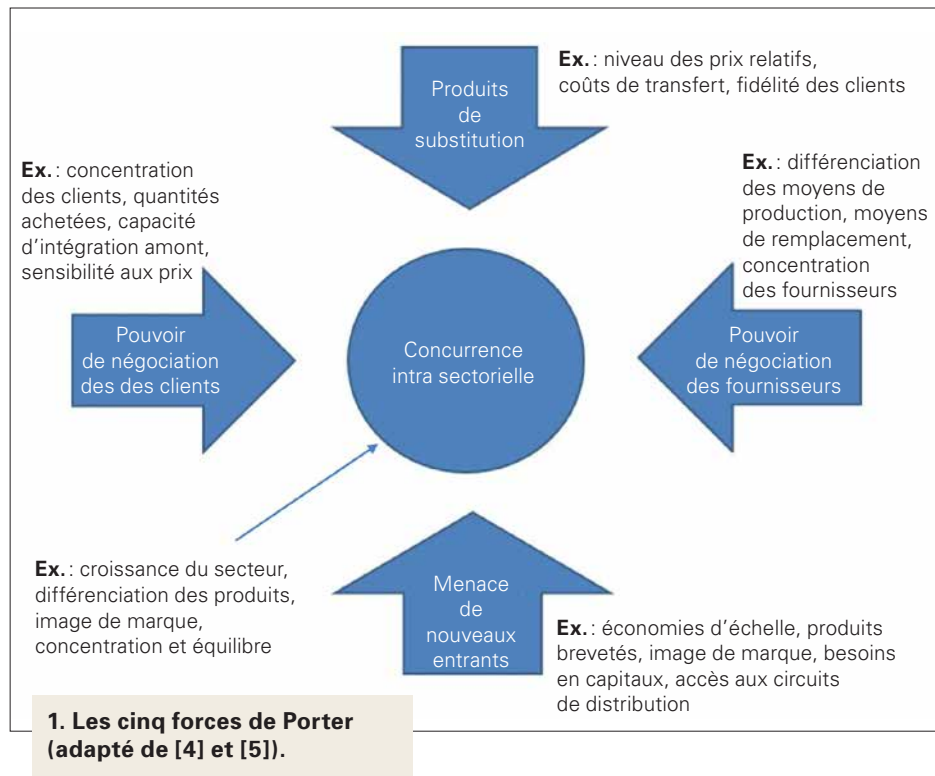 Produits
de
substitution
Ex. : niveau des prix relatifs,
coûts de transfert, fidélité des clients
Ex. : concentration
des clients, quantités
achetées, capacité
d'intégration amont,
sensibilité aux prix
Ex. : différenciation
des moyens de
production, moyens
de remplacement,
concentration
des fournisseurs
Pouvoir
de négociation
des des clients
Concurrence
intra sectorielle
Pouvoir
de négociation
des fournisseurs
Ex. : croissance du secteur,
différenciation des produits,
image de marque,
concentration et équilibre
Menace
de
nouveaux
entrants
Ex. : économies d'échelle, produits
brevetés, image de marque, besoins
en capitaux, accès aux circuits
de distribution
1. Les cinq forces de Porter
(adapté de [4] et [5]).